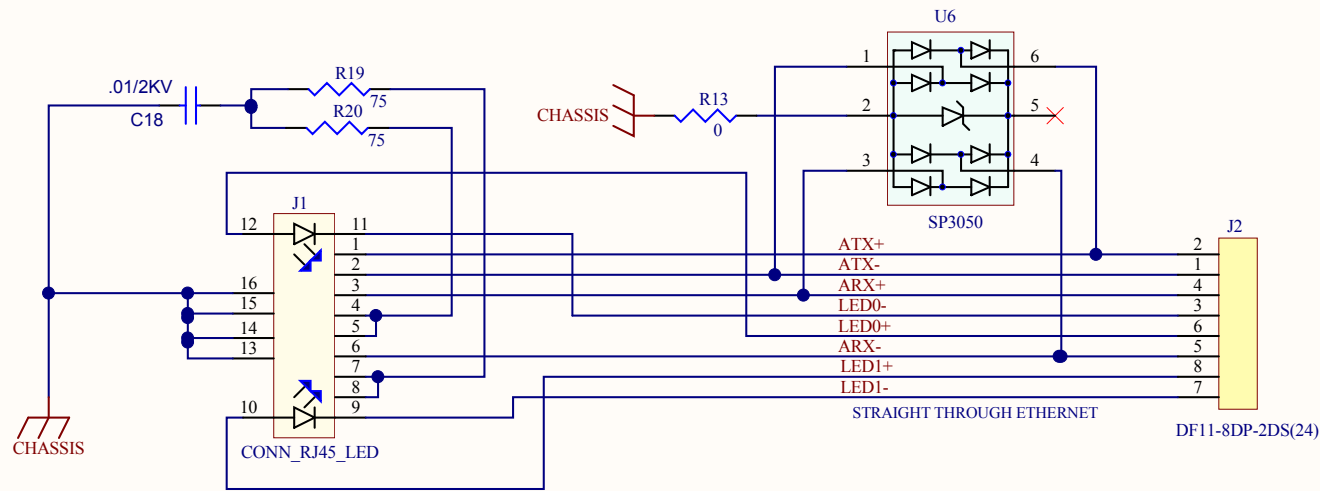 U6
1
6
R19
.01/2KV
75
R13
2
5
C18
R20
CHASSIS
0
75
3
4
J1
SP3050
12
11
J2
1
ATX+
2
2
ATX-
1
16
3
ARX+
4
15
4
LED0-
3
14
5
LED0+
6
13
6
ARX-
5
7
LED1+
8
8
LED1-
7
10
9
STRAIGHT THROUGH ETHERNET
DF11-8DP-2DS(24)
CHASSIS
CONN_RJ45_LED